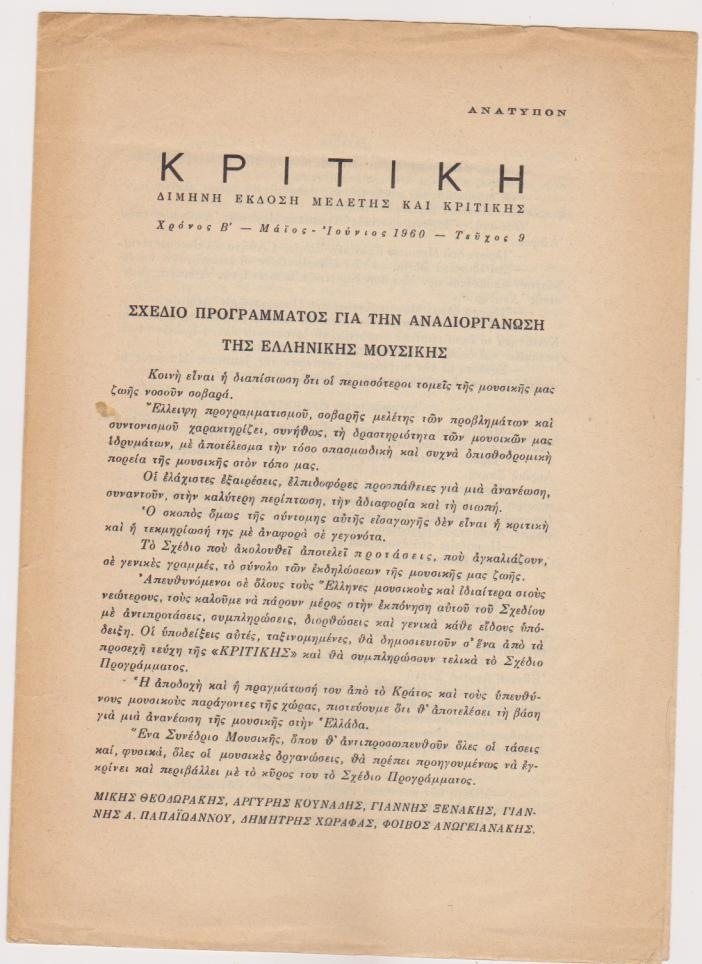 ΑΝΑΤΥΠΟΝ
ΚΡΙΤΙΚΗ
ΔΙΜΗΝΗ ΕΚΔΟΣΗ ΜΕΛΕΤΗΣ ΚΑΙ ΚΡΙΤΙΚΗΣ
Χρόνος Β' — Μάϊος - Ἰούνιος 1960 — Τεῦχος 9
ΣΧΕΔΙΟ ΠΡΟΓΡΑΜΜΑΤΟΣ ΓΙΑ ΤΗΝ ΑΝΑΔΙΟΡΓΑΝΩΣΗ
ΤΗΣ ΕΛΛΗΝΙΚΗΣ ΜΟΥΣΙΚΗΣ
Κοινὴ εἶναι ἡ διαπίστωση ὅτι οἱ περισσότεροι τομεῖς τῆς μουσικῆς μας
ζωῆς νοσοῦν σοβαρά.
Ἔλλειψη προγραμματισμοῦ, σοβαρῆς μελέτης τῶν προβλημάτων καὶ
συντονισμοῦ χαρακτηρίζει, συνήθως, τὴ δραστηριότητα τῶν μουσικῶν μας
ἱδρυμάτων, μὲ ἀποτέλεσμα τὴν τόσο σπασμωδικὴ καὶ συχνὰ ὀπισθοδρομικὴ
πορεία τῆς μουσικῆς στὸν τόπο μας.
Οἱ ἐλάχιστες ἐξαιρέσεις, ἐλπιδοφόρες προσπάθειες γιὰ μιὰ ἀνανέωση,
συναντοῦν, στὴν καλύτερη περίπτωση, τὴν ἀδιαφορία καὶ τὴ σιωπή.
Ὁ σκοπὸς ὅμως τῆς σύντομης αὐτῆς εἰσαγωγῆς δὲν εἶναι ἡ κριτικὴ
καὶ ἡ τεκμηρίωσή της μὲ ἀναφορὰ σὲ γεγονότα.
Τὸ Σχέδιο ποὺ ἀκολουθεῖ ἀποτελεῖ προτάσεις, ποὺ ἀγκαλιάζουν,
σὲ γενικὲς γραμμές, τὸ σύνολο τῶν ἐκδηλώσεων τῆς μουσικῆς μας ζωῆς.
Ἀπευθυνόμενοι σὲ ὅλους τοὺς Ἕλληνες μουσικοὺς καὶ ἰδιαίτερα στοὺς
νεώτερους, τοὺς καλοῦμε νὰ πάρουν μέρος στὴν ἐκπόνηση αὐτοῦ τοῦ Σχεδίου
μὲ ἀντιπροτάσεις, συμπληρώσεις, διορθώσεις καὶ γενικὰ κάθε εἴδους ὑπό-
δειξη. Οἱ ὑποδείξεις αὐτές, ταξινομημένες, θὰ δημοσιευτοῦν σ' ἕνα ἀπὸ τὰ
προσεχῆ τεύχη τῆς «ΚΡΙΤΙΚΗΣ» καὶ θὰ συμπληρώσουν τελικὰ τὸ Σχέδιο
Προγράμματος.
Ἡ ἀποδοχὴ καὶ ἡ πραγμάτωσή του ἀπὸ τὸ Κράτος καὶ τοὺς ὑπευθύ-
νους μουσικοὺς παράγοντες τῆς χώρας, πιστεύουμε ὅτι θ' ἀποτελέσει τὴ βάση
γιὰ μιὰ ἀνανέωση τῆς μουσικῆς στὴν Ἑλλάδα.
Ἕνα Συνέδριο Μουσικῆς, ὅπου θ' ἀντιπροσωπευθοῦν ὅλες οἱ τάσεις
καί, φυσικά, ὅλες οἱ μουσικὲς ὀργανώσεις, θὰ πρέπει προηγουμένως νὰ ἐγ-
κρίνει καὶ περιβάλλει μὲ τὸ κῦρος του τὸ Σχέδιο Προγράμματος.
ΜΙΚΗΣ ΘΕΟΔΩΡΑΚΗΣ, ΑΡΓΥΡΗΣ ΚΟΥΝΑΔΗΣ, ΓΙΑΝΝΗΣ ΞΕΝΑΚΗΣ, ΓΙΑΝ-
ΝΗΣ Α. ΠΑΠΑΪΩΑΝΝΟΥ, ΔΗΜΗΤΡΗΣ ΧΩΡΑΦΑΣ, ΦΟΙΒΟΣ ΑΝΩΓΕΙΑΝΑΚΗΣ.